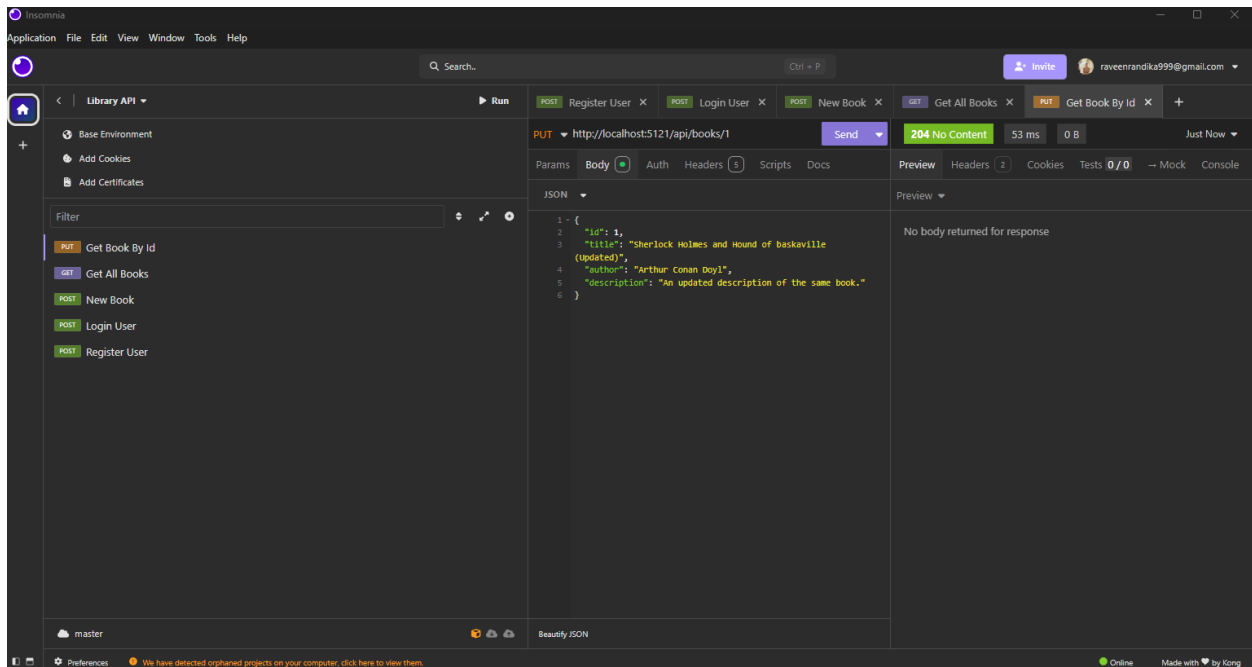 Insomnia
Application File Edit View Window Tools Help
Search.. Ctrl + P Invite raveenrandika999@gmail.com
Library API Run
Base Environment
Add Cookies
Add Certificates
Filter
PUT Get Book By Id
GET Get All Books
POST New Book
POST Login User
POST Register User
master
POST Register User POST Login User POST New Book GET Get All Books PUT Get Book By Id
PUT http://localhost:5121/api/books/1 Send
Params Body Auth Headers 5 Scripts Docs
JSON
1 {
2 "id": 1,
3 "title": "Sherlock Holmes and Hound of baskaville
(Updated)",
4 "author": "Arthur Conan Doyl",
5 "description": "An updated description of the same book."
6 }
Beautify JSON
204 No Content 53 ms 0 B Just Now
Preview Headers 2 Cookies Tests 0 / 0 → Mock Console
Preview
No body returned for response
Preferences We have detected orphaned projects on your computer, click here to view them. Online Made with ♥ by Kong